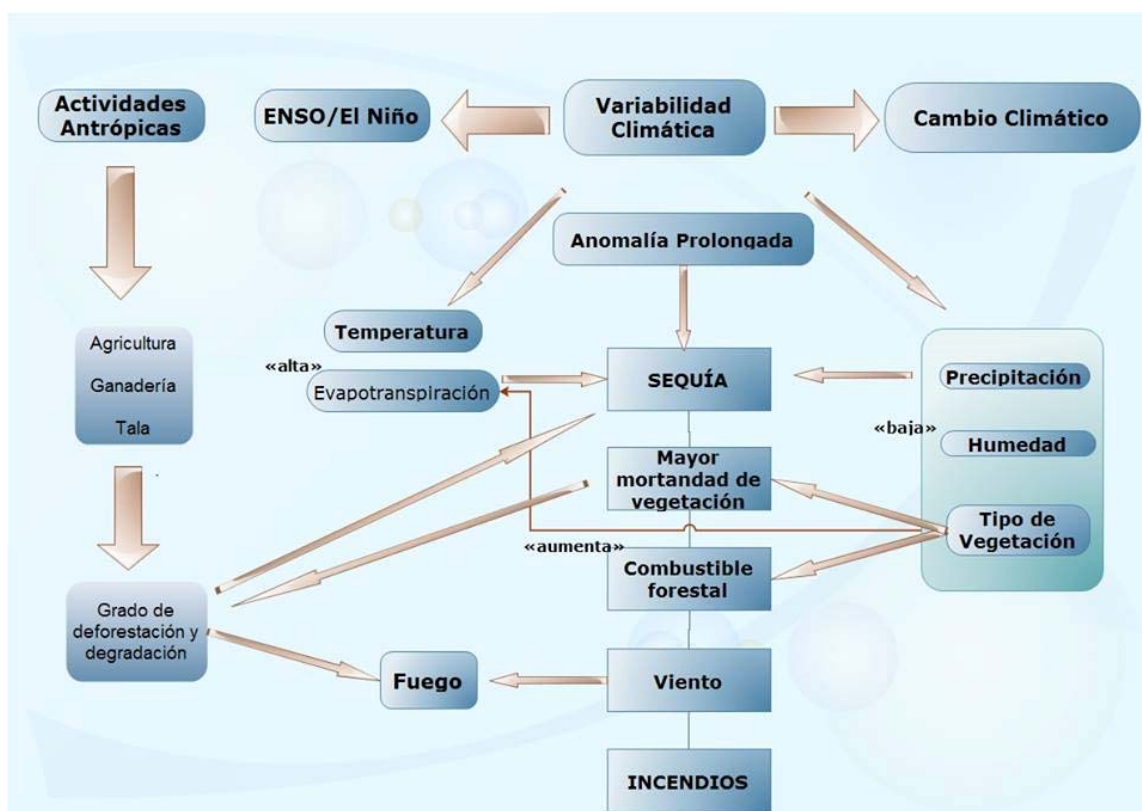 Actividades
Antrópicas
ENSO/El Niño
Variabilidad
Climática
Cambio Climático
Anomalía Prolongada
Temperatura
«alta»
Evapotranspiración
SEQUÍA
Precipitación
«baja»
Humedad
Tipo de
Vegetación
Agricultura
Ganadería
Tala
Mayor
mortandad de
vegetación
«aumenta»
Combustible
forestal
Grado de
deforestación y
degradación
Fuego
Viento
INCENDIOS